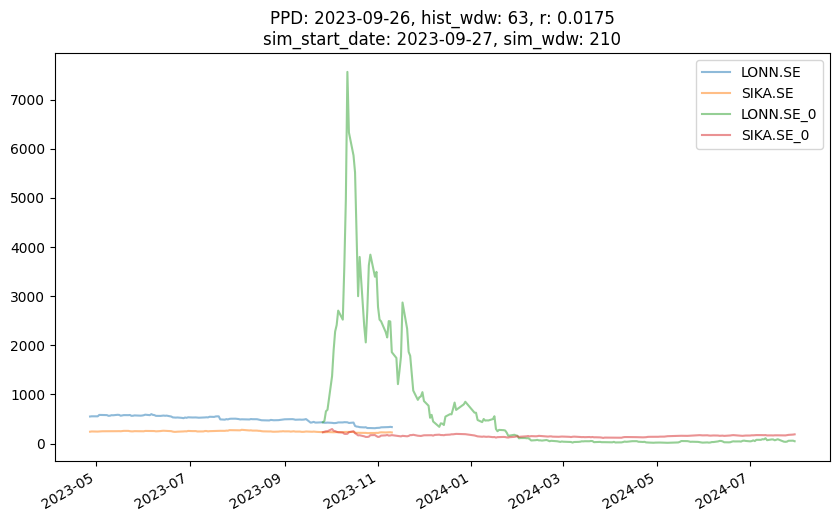 PPD: 2023-09-26, hist_wdw: 63, r: 0.0175
sim_start_date: 2023-09-27, sim_wdw: 210
LONN.SE
SIKA.SE
LONN.SE_0
SIKA.SE_0
7000
6000
5000
4000
3000
2000
1000
0
2023-05
2023-07
2023-09
2023-11
2024-01
2024-03
2024-05
2024-07